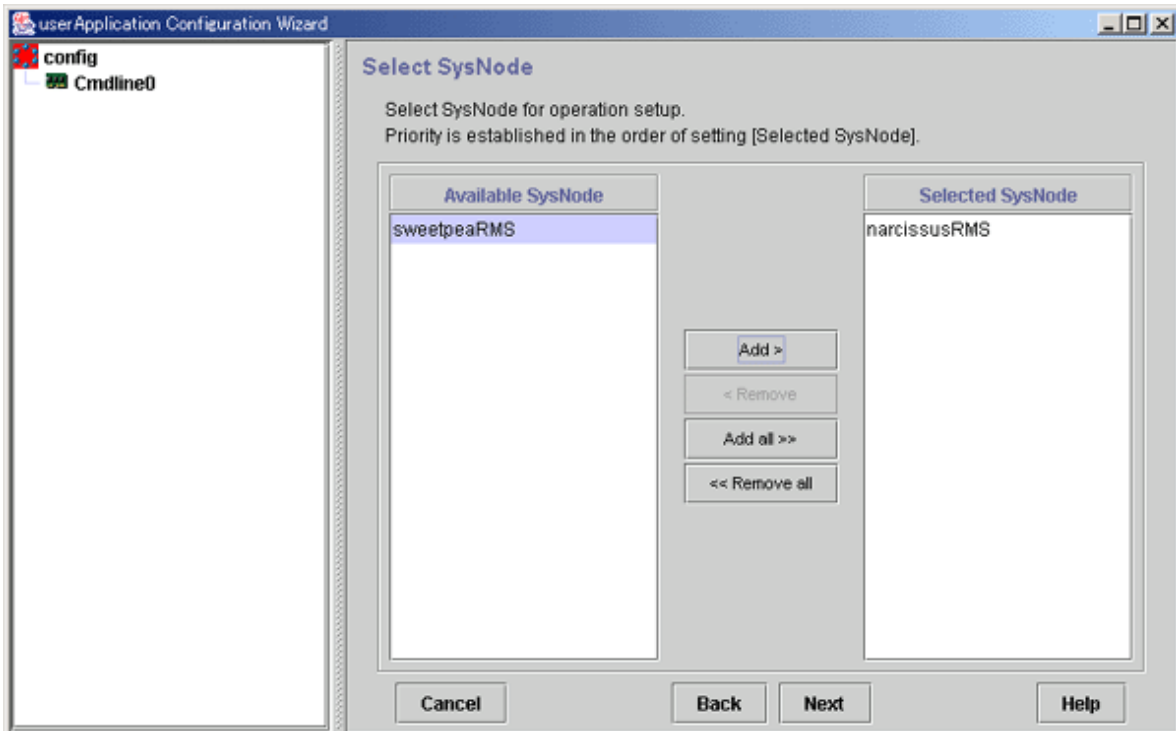 userApplication Configuration Wizard
config
Cmdline0
Select SysNode
Select SysNode for operation setup.
Priority is established in the order of setting [Selected SysNode].
Available SysNode
sweetpeaRMS
Add >
< Remove
Add all >>
<< Remove all
Selected SysNode
narcissusRMS
Cancel
Back
Next
Help